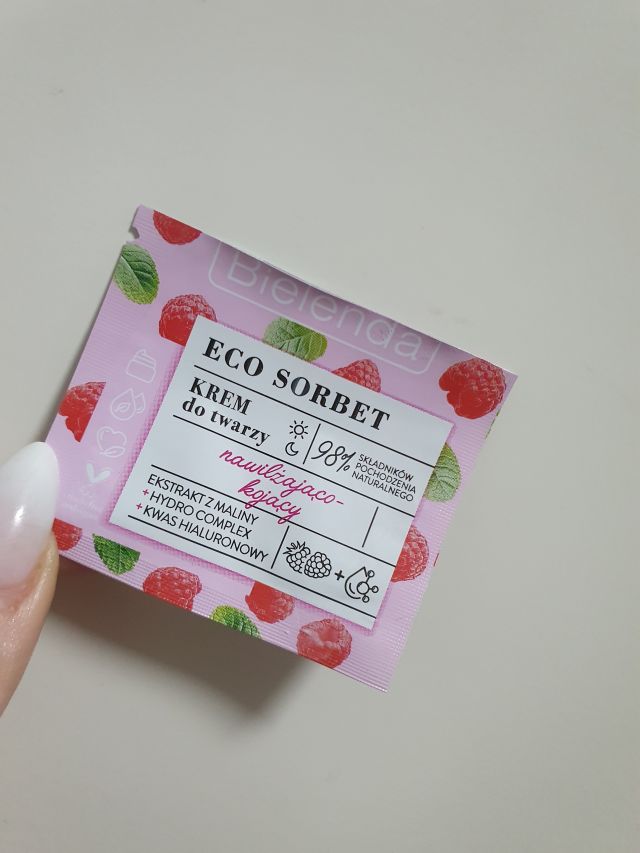 Bielenda
ECO SORBET
KREM
do twarzy
98%
SKŁADNIKÓW
POCHODZENIA
NATURALNEGO
nawilżająco-
kojący
EKSTRAKT Z MALINY
+ HYDRO COMPLEX
+ KWAS HIALURONOWY